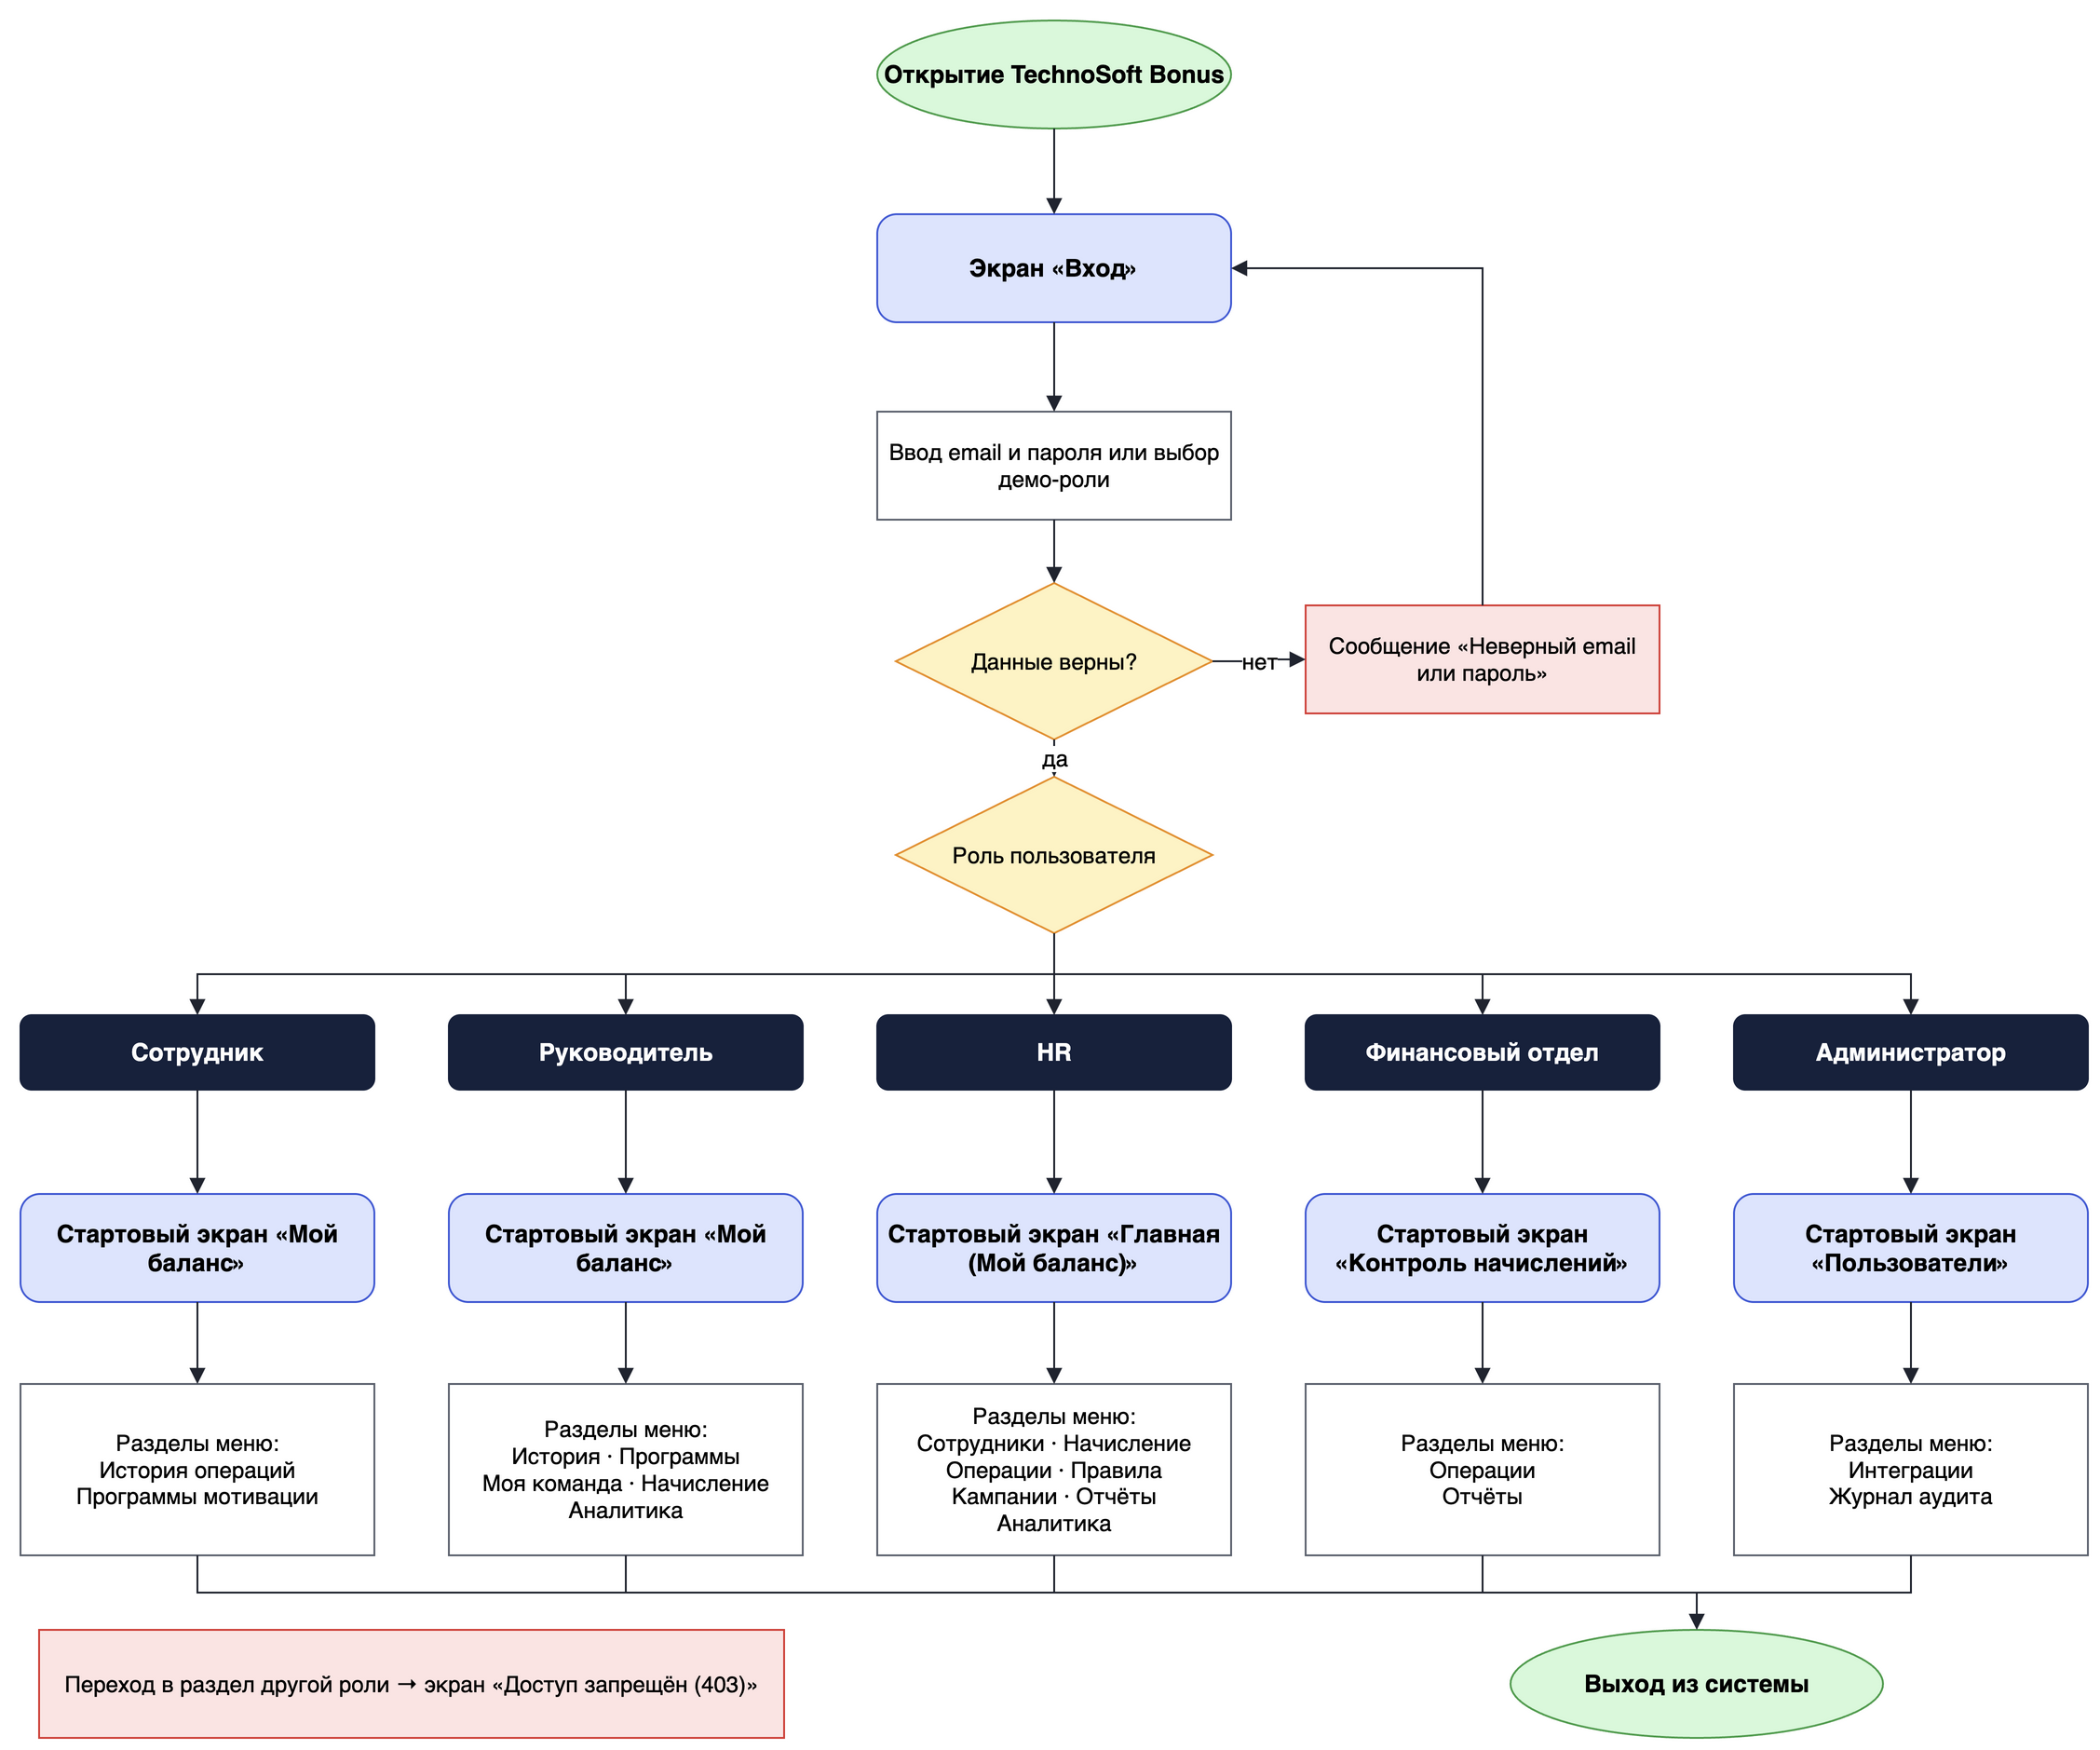 Открытие TechnoSoft Bonus
Экран «Вход»
Ввод email и пароля или выбор
демо-роли
Данные верны?
нет
Сообщение «Неверный email
или пароль»
да
Роль пользователя
Сотрудник
Руководитель
HR
Финансовый отдел
Администратор
Стартовый экран «Мой
баланс»
Стартовый экран «Мой
баланс»
Стартовый экран «Главная
(Мой баланс)»
Стартовый экран
«Контроль начислений»
Стартовый экран
«Пользователи»
Разделы меню:
История операций
Программы мотивации
Разделы меню:
История · Программы
Моя команда · Начисление
Аналитика
Разделы меню:
Сотрудники · Начисление
Операции · Правила
Кампании · Отчёты
Аналитика
Разделы меню:
Операции
Отчёты
Разделы меню:
Интеграции
Журнал аудита
Переход в раздел другой роли → экран «Доступ запрещён (403)»
Выход из системы